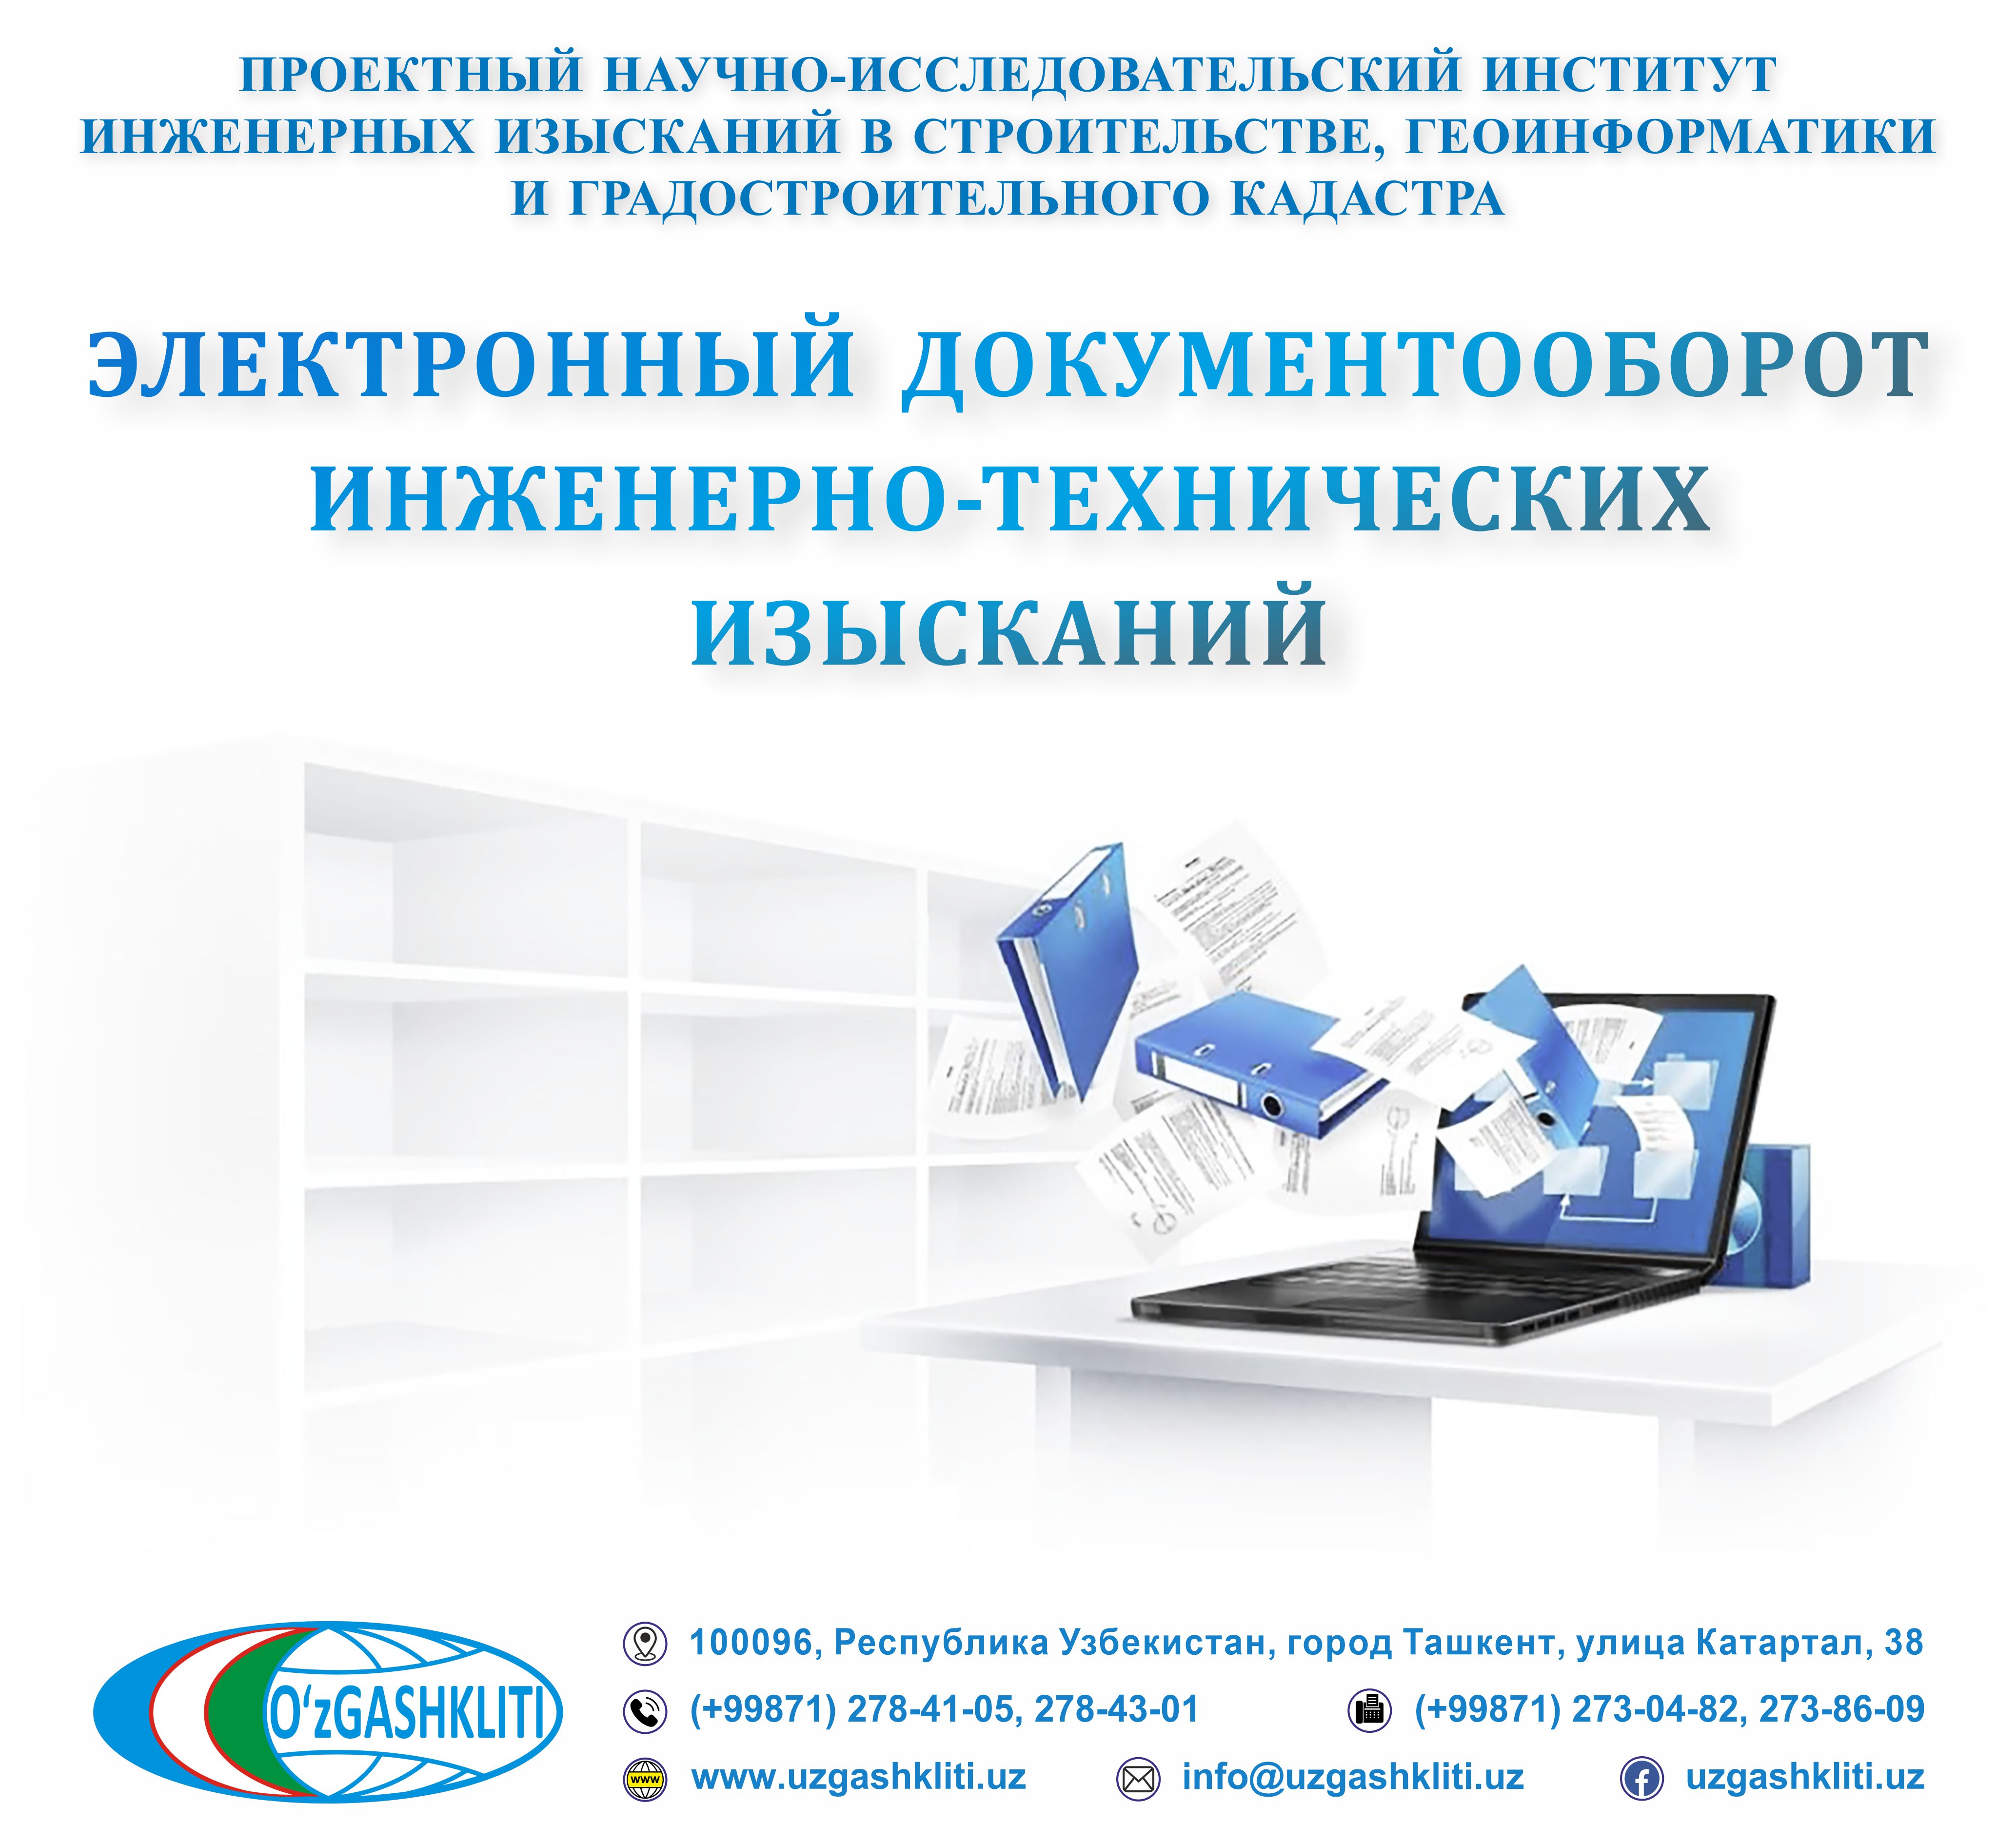 ПРОЕКТНЫЙ НАУЧНО-ИССЛЕДОВАТЕЛЬСКИЙ ИНСТИТУТ
ИНЖЕНЕРНЫХ ИЗЫСКАНИЙ В СТРОИТЕЛЬСТВЕ, ГЕОИНФОРМАТИКИ
И ГРАДОСТРОИТЕЛЬНОГО КАДАСТРА
ЭЛЕКТРОННЫЙ ДОКУМЕНТООБОРОТ
ИНЖЕНЕРНО-ТЕХНИЧЕСКИХ
ИЗЫСКАНИЙ
O‘zGASHKLITI
100096, Республика Узбекистан, город Ташкент, улица Катартал, 38
(+99871) 278-41-05, 278-43-01
(+99871) 273-04-82, 273-86-09
www
www.uzgashkliti.uz
info@uzgashkliti.uz
uzgashkliti.uz